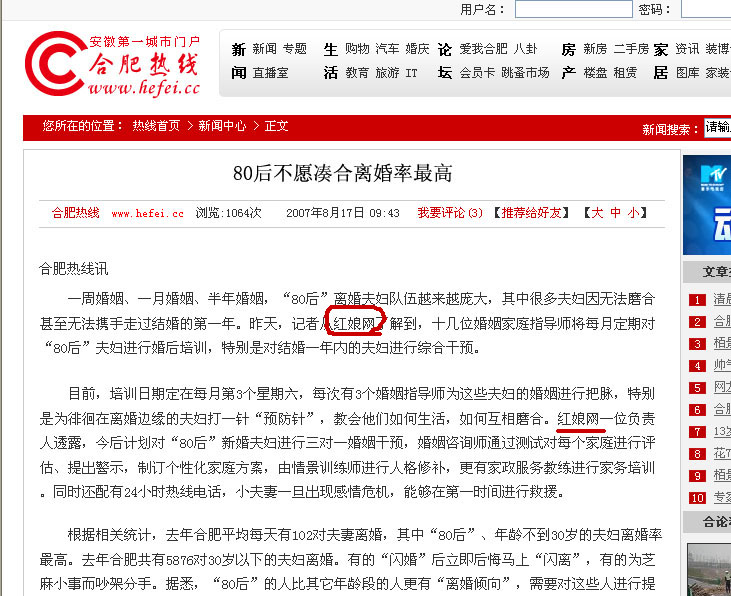 用户名： 密码：
安徽第一城市门户
合肥热线
www.hefei.cc
新 新闻 专题 生 购物 汽车 婚庆 论 爱我合肥 八卦 房 新房 二手房 家 资讯 装博
闻 直播室 活 教育 旅游 IT 坛 会员卡 跳蚤市场 产 楼盘 租赁 居 图库 家装
您所在的位置： 热线首页 > 新闻中心 > 正文
新闻搜索： 请输
80后不愿凑合离婚率最高
合肥热线 www.hefei.cc 浏览:1064次 2007年8月17日 09:43 我要评论(3) 【推荐给好友】 【大 中 小】
合肥热线讯
一周婚姻、一月婚姻、半年婚姻，“80后”离婚夫妇队伍越来越庞大，其中很多夫妇因无法磨合
甚至无法携手走过结婚的第一年。昨天，记者从红娘网了解到，十几位婚姻家庭指导师将每月定期对
“80后”夫妇进行婚后培训，特别是对结婚一年内的夫妇进行综合干预。
目前，培训日期定在每月第3个星期六，每次有3个婚姻指导师为这些夫妇的婚姻进行把脉，特别
是为徘徊在离婚边缘的夫妇打一针“预防针”，教会他们如何生活，如何互相磨合。红娘网一位负责
人透露，今后计划对“80后”新婚夫妇进行三对一婚姻干预，婚姻咨询师通过测试对每个家庭进行评
估、提出警示，制订个性化家庭方案，由情景训练师进行人格修补，更有家政服务教练进行家务培训
。同时还配有24小时热线电话，小夫妻一旦出现感情危机，能够在第一时间进行救援。
根据相关统计，去年合肥平均每天有102对夫妻离婚，其中“80后”、年龄不到30岁的夫妇离婚率
最高。去年合肥共有5876对30岁以下的夫妇离婚。有的“闪婚”后立即后悔马上“闪离”，有的为芝
麻小事而吵架分手。据悉，“80后”的人比其它年龄段的人更有“离婚倾向”，需要对这些人进行提
MTV
动
文章
1
2 合
3 栢
4 帅
5 网
6 合
7 13
8 花
9 栢
10 专
合论